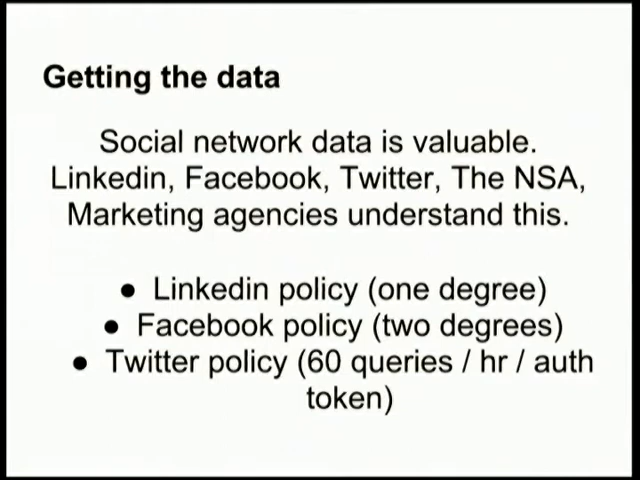 Getting the data
Social network data is valuable.
Linkedin, Facebook, Twitter, The NSA,
Marketing agencies understand this.
● Linkedin policy (one degree)
● Facebook policy (two degrees)
● Twitter policy (60 queries / hr / auth
token)